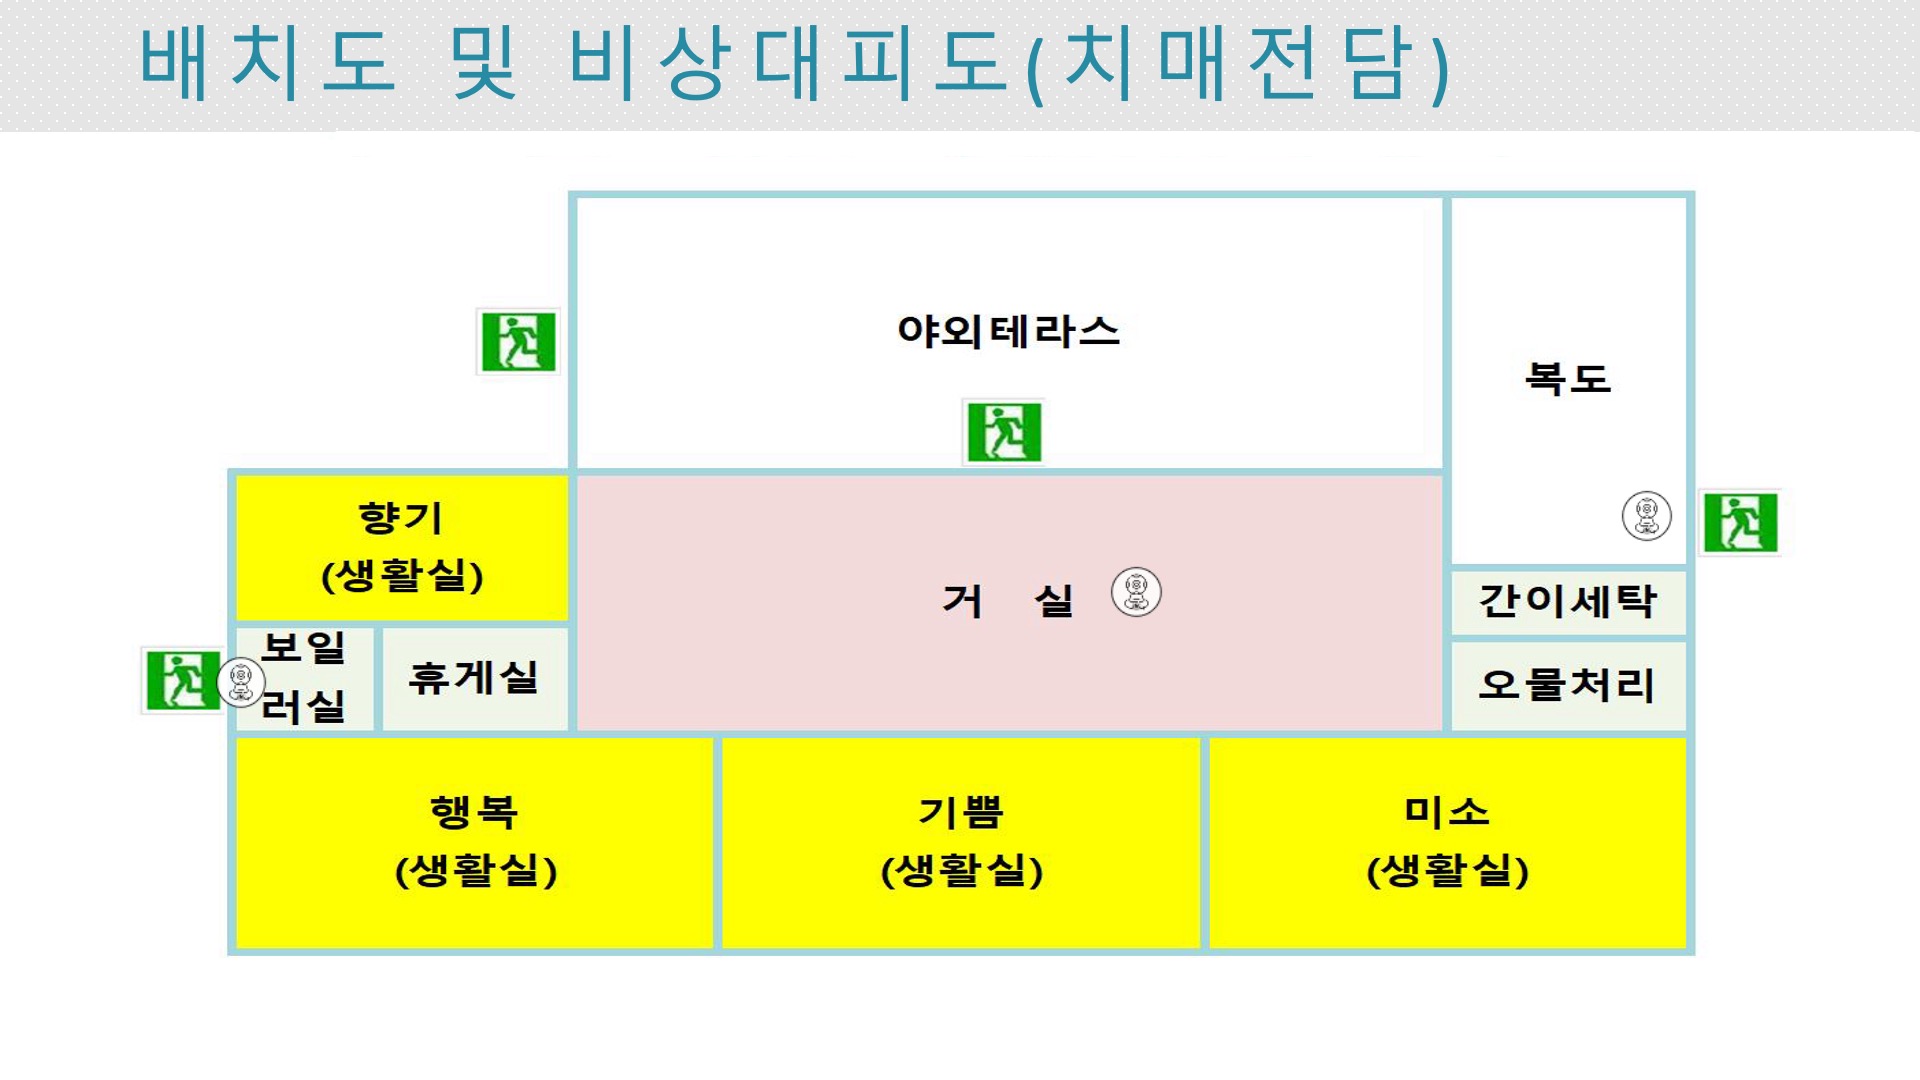 배치도 및 비상대피도(치매전담)
야외테라스
복도
향기
(생활실)
거 실
간이세탁
보일
러실
휴게실
오물처리
행복
(생활실)
기쁨
(생활실)
미소
(생활실)